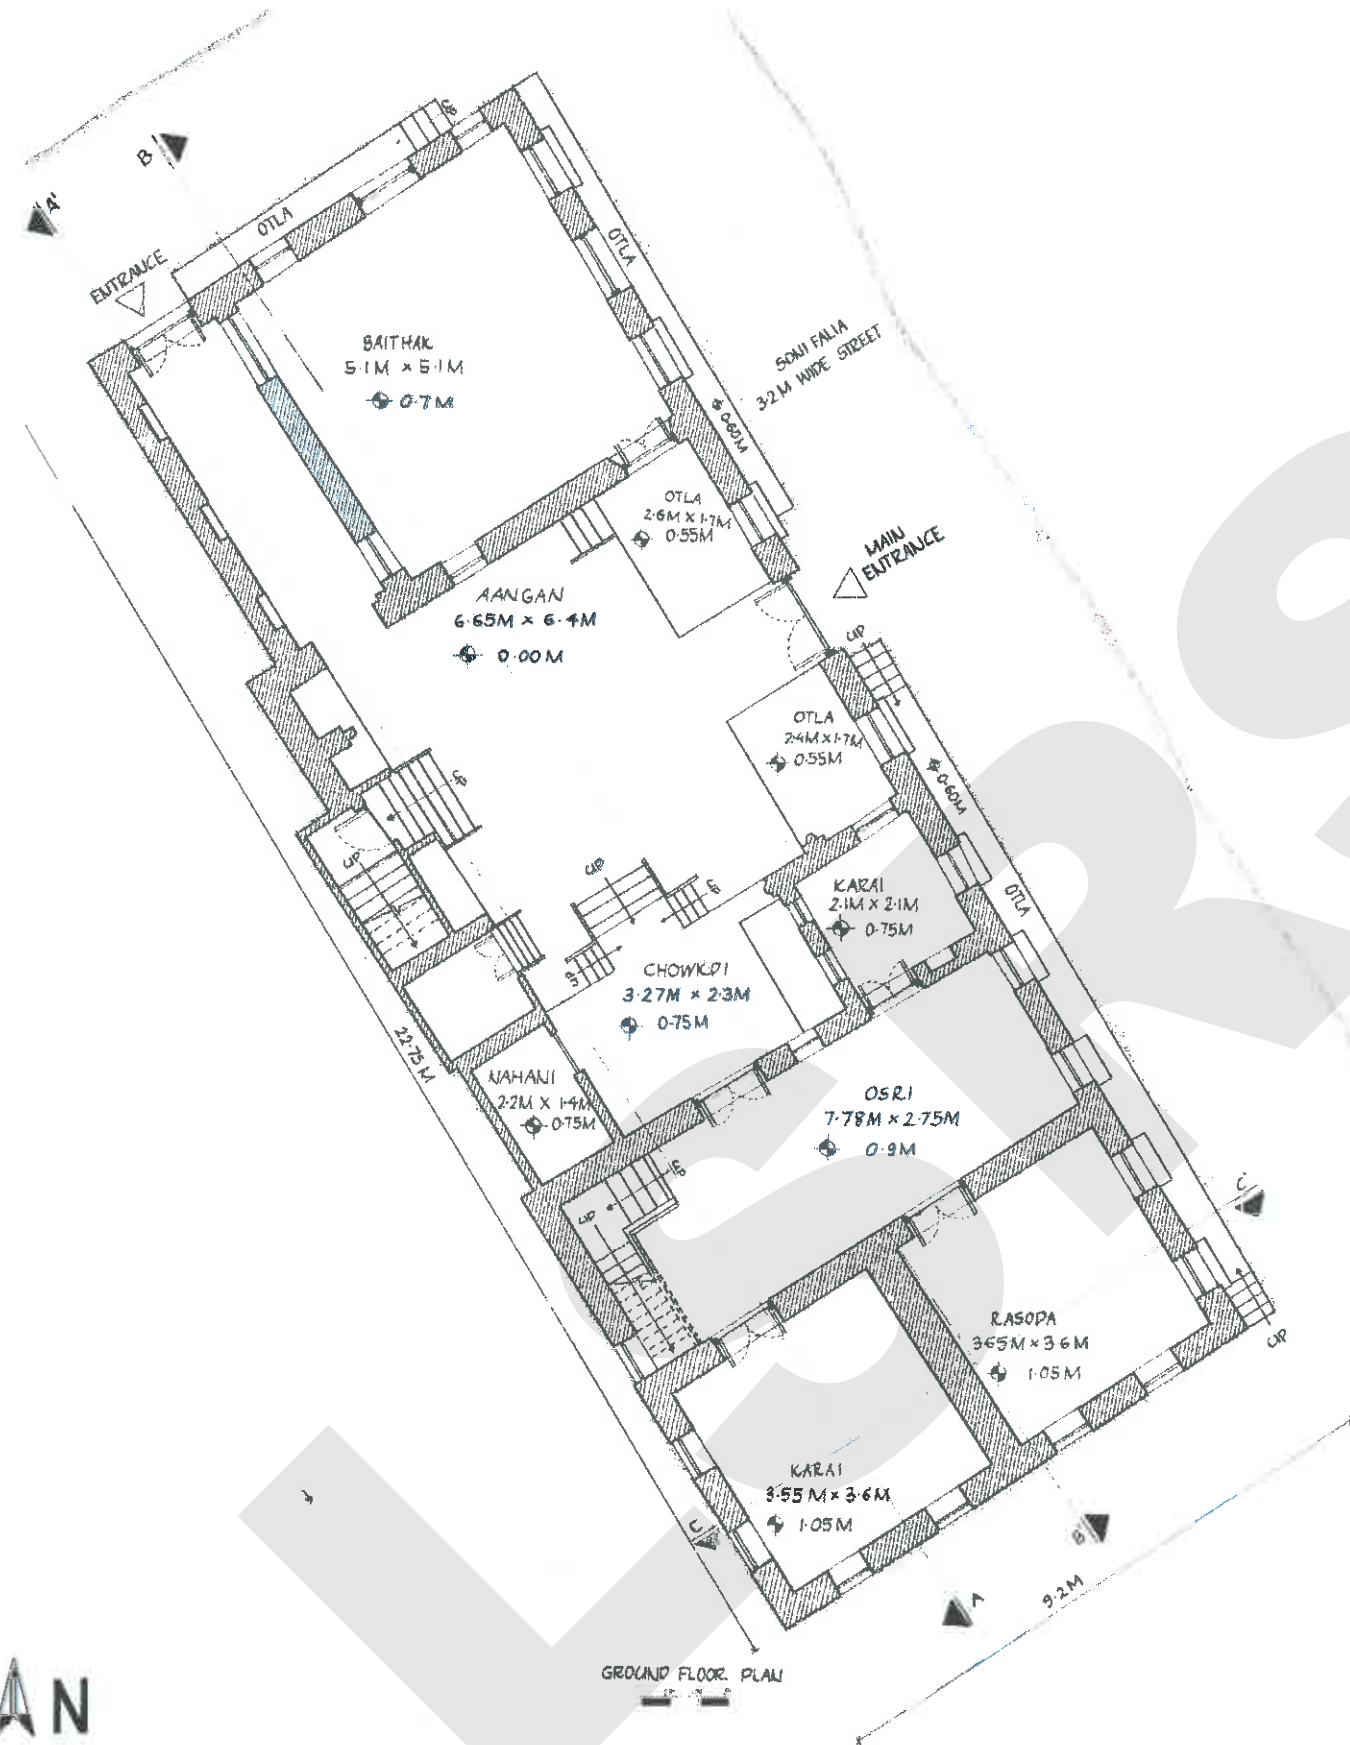 B
A'
UP
OTLA
ENTRANCE
OTLA
BAITHAK
5.1M × 5.1M
0.7M
SONI FALIA
3.2M WIDE STREET
0.60M
OTLA
2.6M X 1.7M
0.55M
MAIN
ENTRANCE
AANGAN
6.65M × 6.4M
0.00M
UP
OTLA
2.4M X 1.7M
0.55M
0.60M
UP
UP
UP
UP
KARAI
2.1M × 2.1M
0.75M
OTLA
CHOWKDI
3.27M × 2.3M
0.75M
UP
22.75M
NAHANI
2.2M X 1.4M
0.75M
OSRI
7.78M × 2.75M
0.9M
UP
UP
C'
RASODA
3.65M × 3.6M
1.05M
UP
KARAI
3.55M × 3.6M
1.05M
C
B'
A
9.2M
GROUND FLOOR PLAN
N
LSR